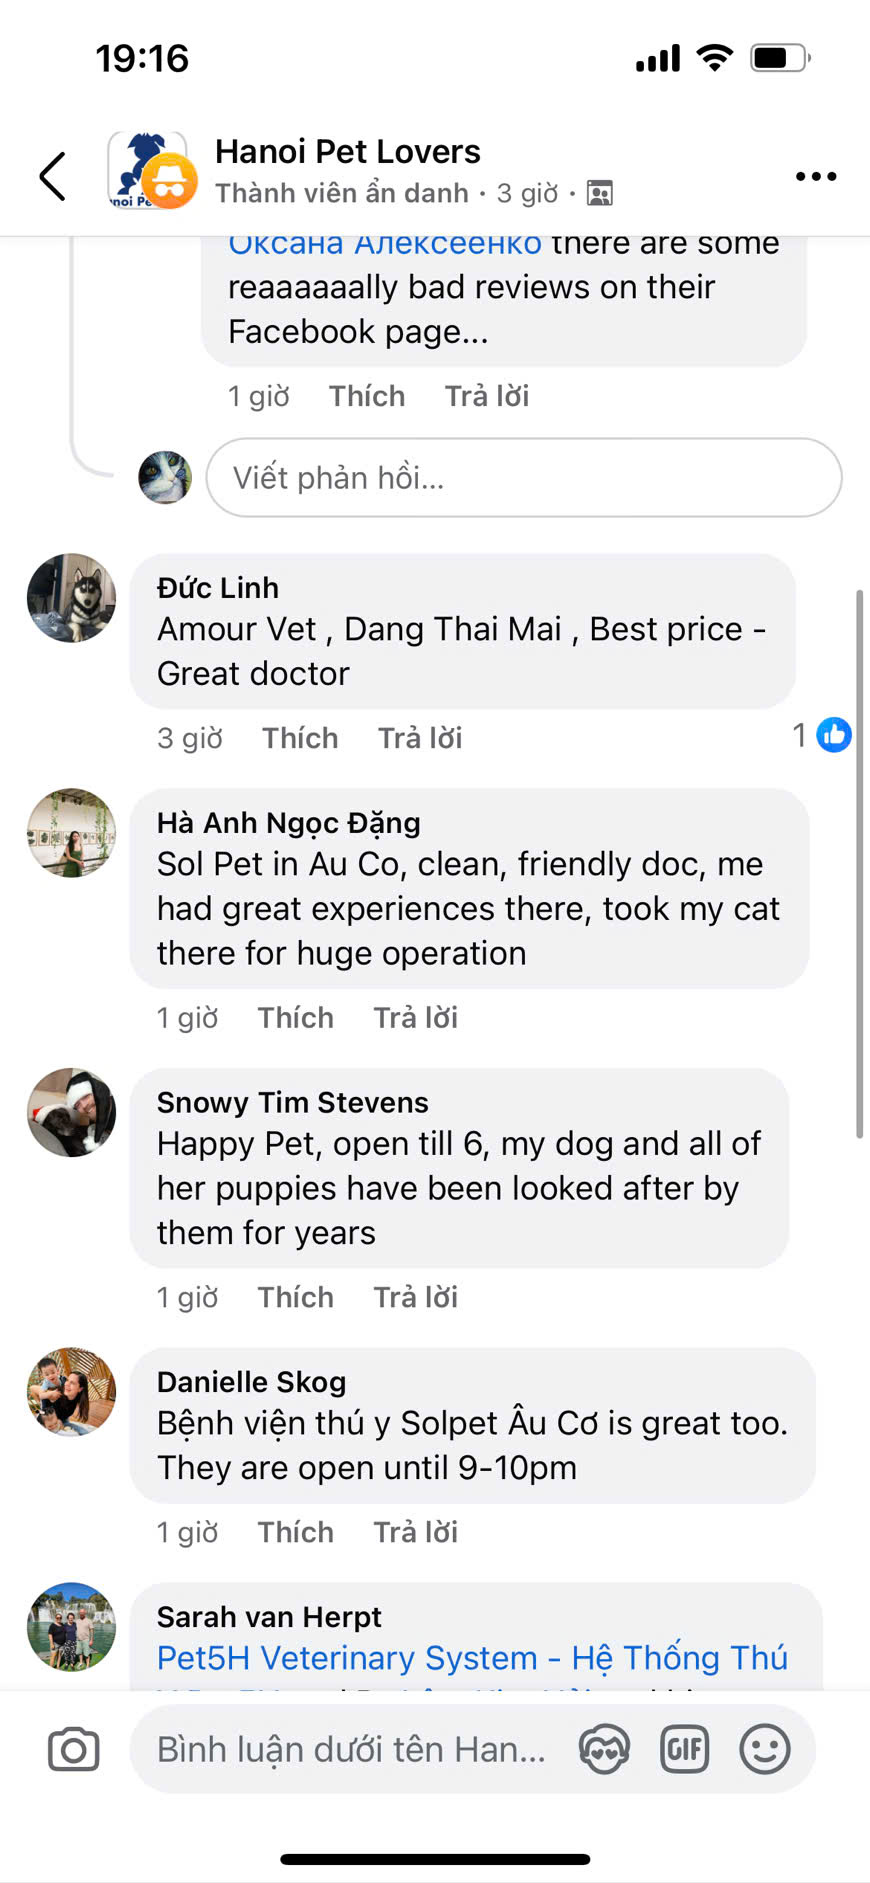 19:16
Hanoi Pet Lovers
Thành viên ẩn danh · 3 giờ ·
noi Pe
Оксана Алексеенко there are some
reaaaaaally bad reviews on their
Facebook page...
1 giờ Thích Trả lời
Viết phản hồi...
Đức Linh
Amour Vet , Dang Thai Mai , Best price -
Great doctor
3 giờ Thích Trả lời 1
Hà Anh Ngọc Đặng
Sol Pet in Au Co, clean, friendly doc, me
had great experiences there, took my cat
there for huge operation
1 giờ Thích Trả lời
Snowy Tim Stevens
Happy Pet, open till 6, my dog and all of
her puppies have been looked after by
them for years
1 giờ Thích Trả lời
Danielle Skog
Bệnh viện thú y Solpet Âu Cơ is great too.
They are open until 9-10pm
1 giờ Thích Trả lời
Sarah van Herpt
Pet5H Veterinary System - Hệ Thống Thú
Bình luận dưới tên Han... GIF